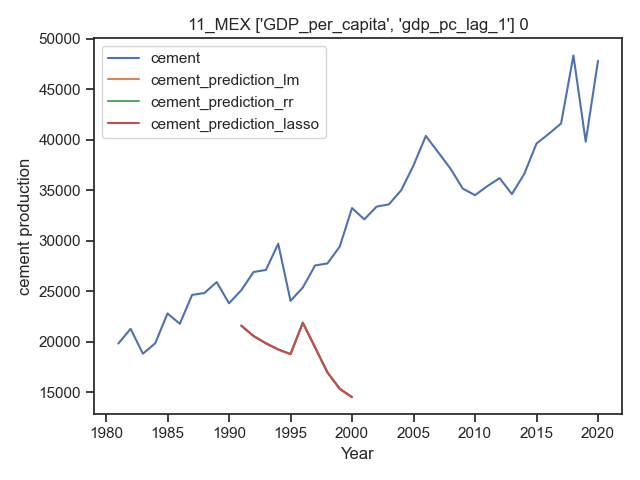 11_MEX ['GDP_per_capita', 'gdp_pc_lag_1'] 0
50000
45000
40000
35000
30000
25000
20000
15000
cement production
cement
cement_prediction_lm
cement_prediction_rr
cement_prediction_lasso
1980 1985 1990 1995 2000 2005 2010 2015 2020
Year